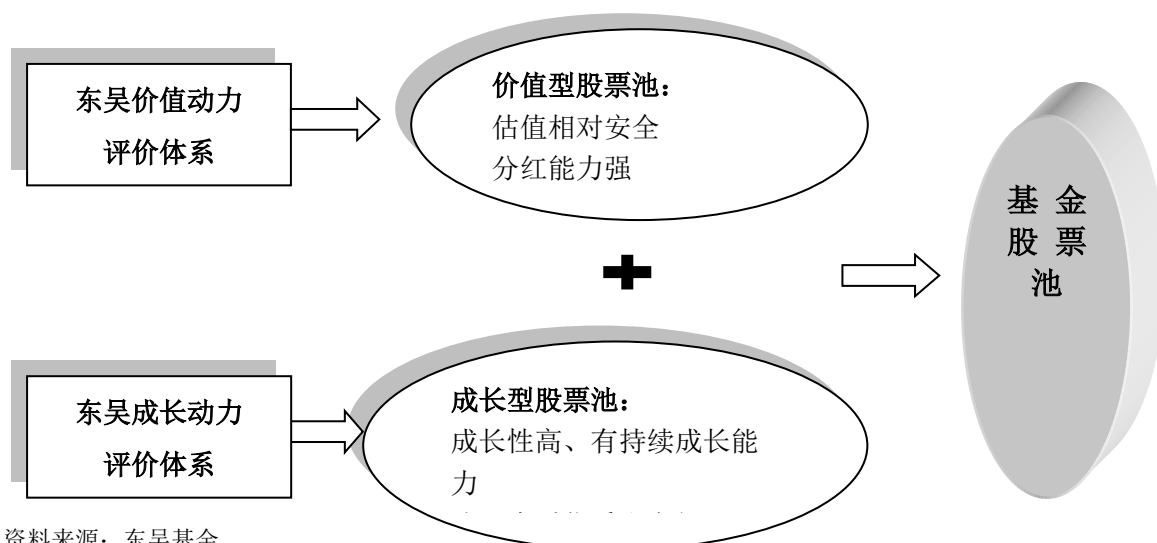 东吴价值动力
评价体系
价值型股票池：
估值相对安全
分红能力强
基 金
股 票
池
东吴成长动力
评价体系
成长型股票池：
成长性高、有持续成长能
力
资料来源：东吴基金